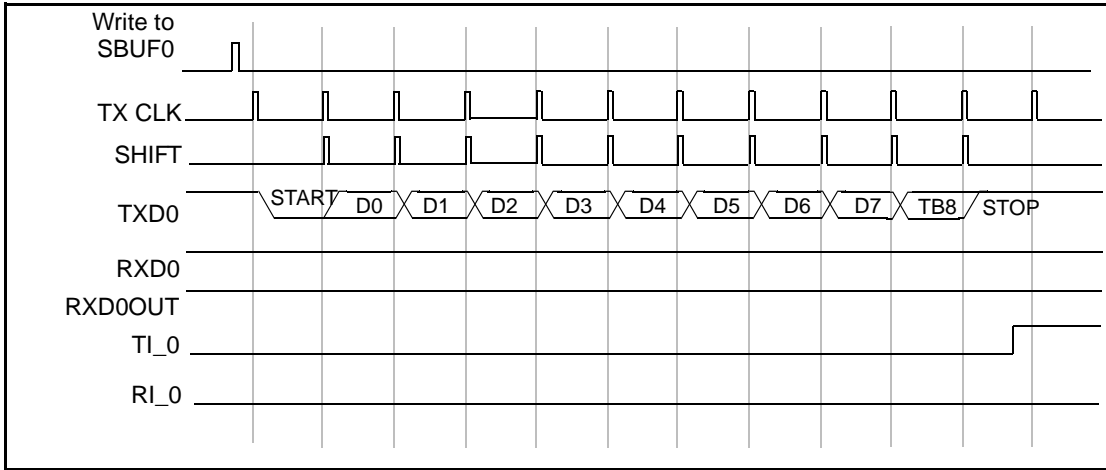 Write to
SBUF0
TX CLK
SHIFT
TXD0
START D0 D1 D2 D3 D4 D5 D6 D7 TB8 STOP
RXD0
RXD0OUT
TI_0
RI_0